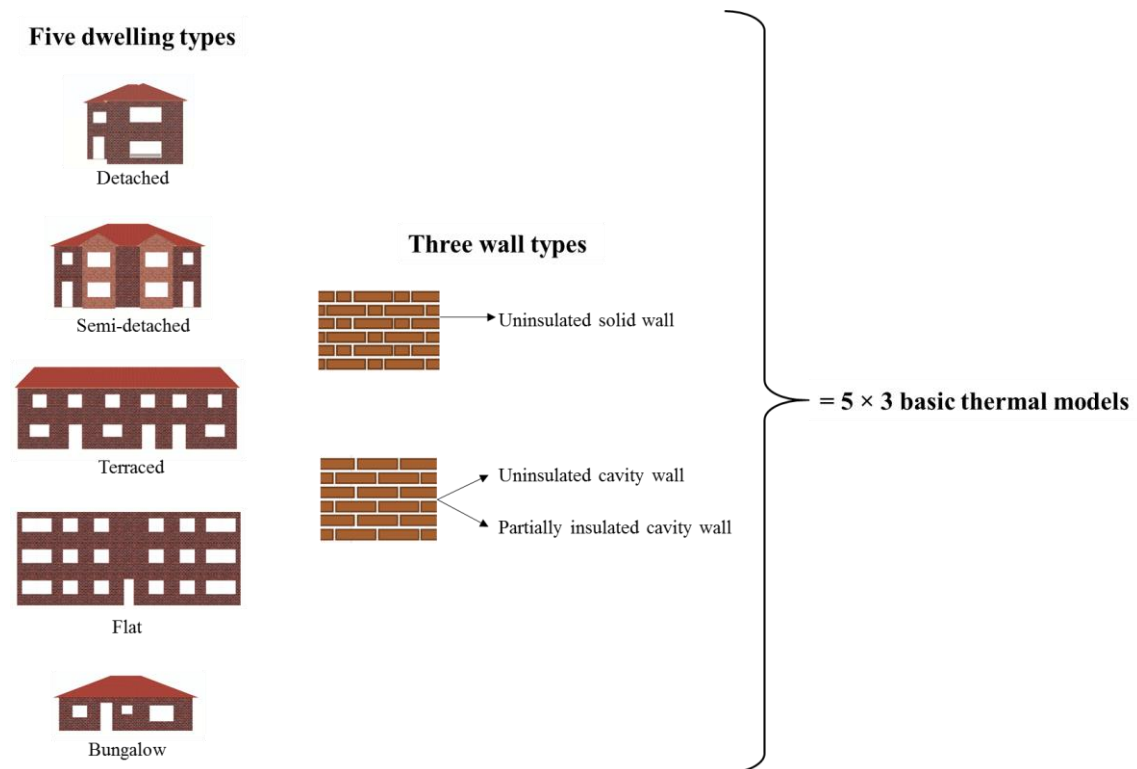 Five dwelling types
Detached
Semi-detached
Terraced
Flat
Bungalow
Three wall types
Uninsulated solid wall
Uninsulated cavity wall
Partially insulated cavity wall
= 5 × 3 basic thermal models